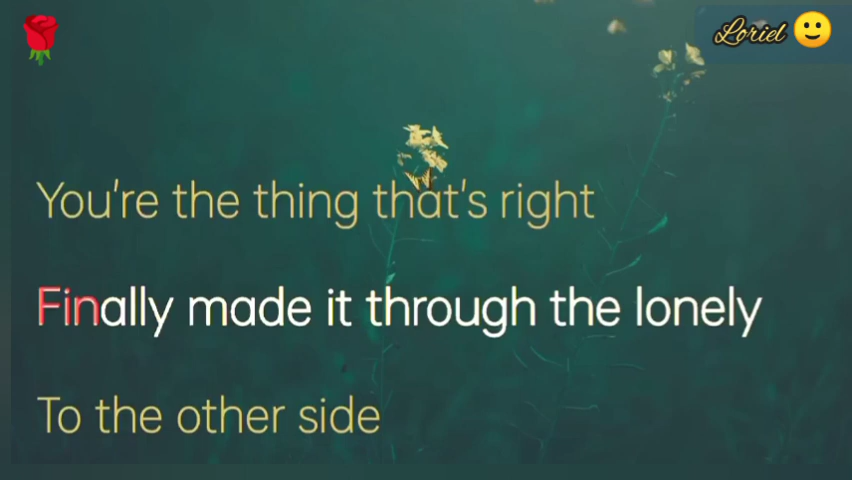 Loriel
You're the thing that's right
Finally made it through the lonely
To the other side